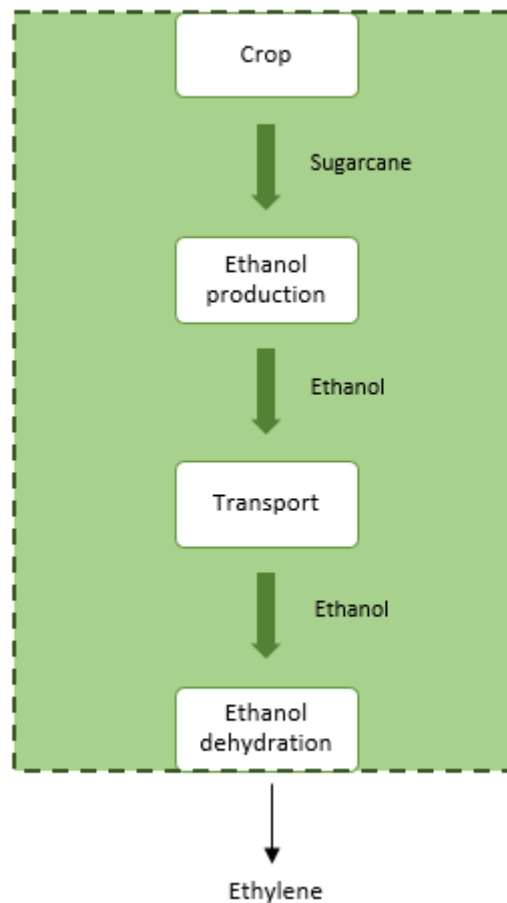 Crop
Sugarcane
Ethanol
production
Ethanol
Transport
Ethanol
Ethanol
dehydration
Ethylene